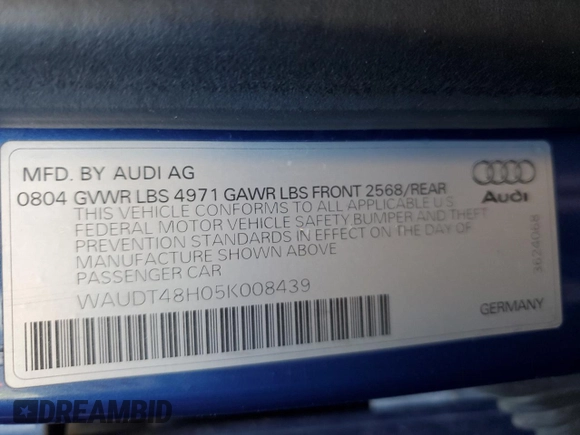 MFD. BY AUDI AG
0804 GVWR LBS 4971 GAWR LBS FRONT 2568/REAR
THIS VEHICLE CONFORMS TO ALL APPLICABLE U.S
FEDERAL MOTOR VEHICLE SAFETY BUMPER AND THEFT
PREVENTION STANDARDS IN EFFECT ON THE DAY OF
MANUFACTURE SHOWN ABOVE
PASSENGER CAR
WAUDT48H05K008439
Audi
3624068
GERMANY
DREAMBID